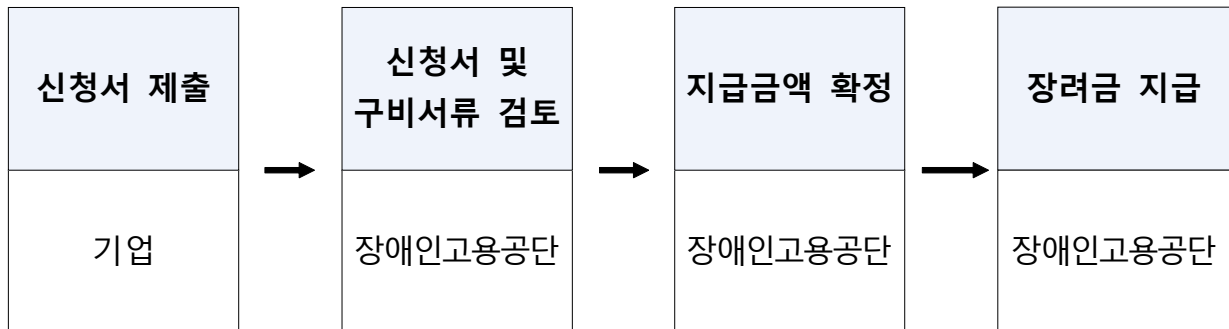 신청서 제출
기업
신청서 및
구비서류 검토
장애인고용공단
지급금액 확정
장애인고용공단
장려금 지급
장애인고용공단